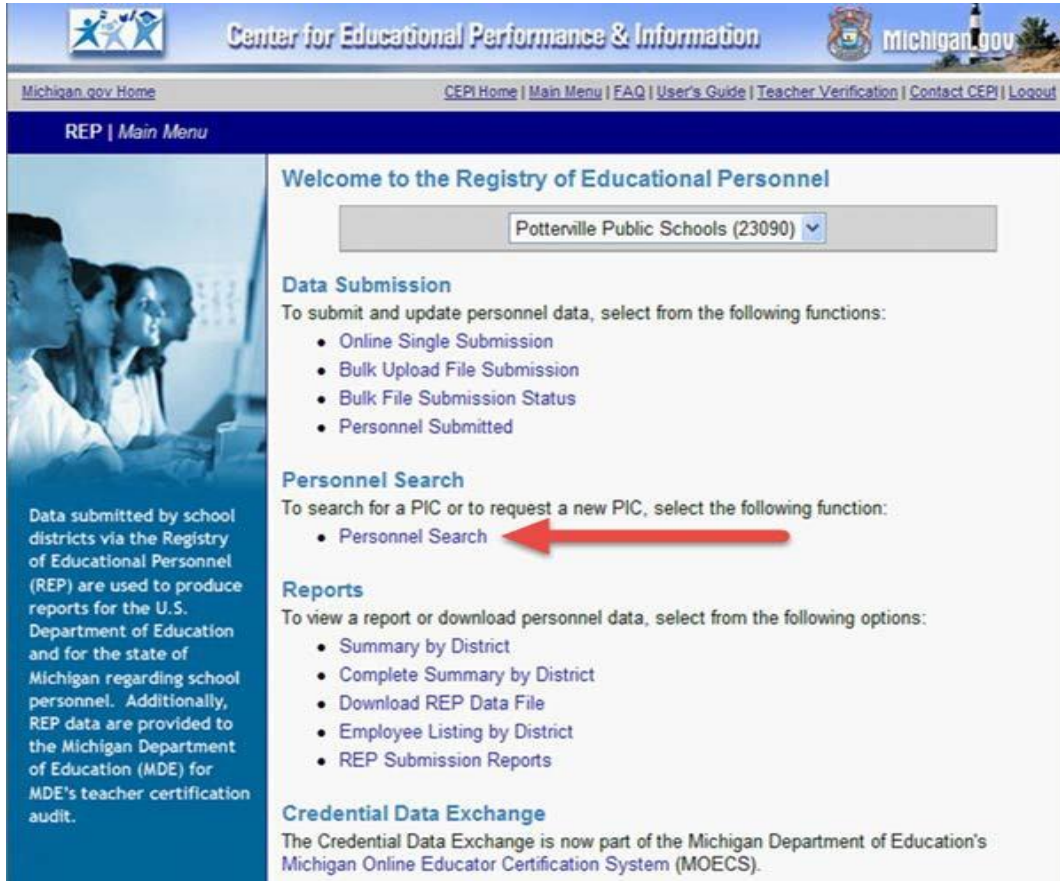 Center for Educational Performance & Information
Michigan.gov
Michigan.gov Home
CEPI Home | Main Menu | FAQ | User's Guide | Teacher Verification | Contact CEPI | Logout
REP | Main Menu
Welcome to the Registry of Educational Personnel
Potterville Public Schools (23090)
Data Submission
To submit and update personnel data, select from the following functions:
• Online Single Submission
• Bulk Upload File Submission
• Bulk File Submission Status
• Personnel Submitted
Personnel Search
To search for a PIC or to request a new PIC, select the following function:
• Personnel Search
Reports
To view a report or download personnel data, select from the following options:
• Summary by District
• Complete Summary by District
• Download REP Data File
• Employee Listing by District
• REP Submission Reports
Credential Data Exchange
The Credential Data Exchange is now part of the Michigan Department of Education's
Michigan Online Educator Certification System (MOECS).
Data submitted by school
districts via the Registry
of Educational Personnel
(REP) are used to produce
reports for the U.S.
Department of Education
and for the state of
Michigan regarding school
personnel. Additionally,
REP data are provided to
the Michigan Department
of Education (MDE) for
MDE's teacher certification
audit.